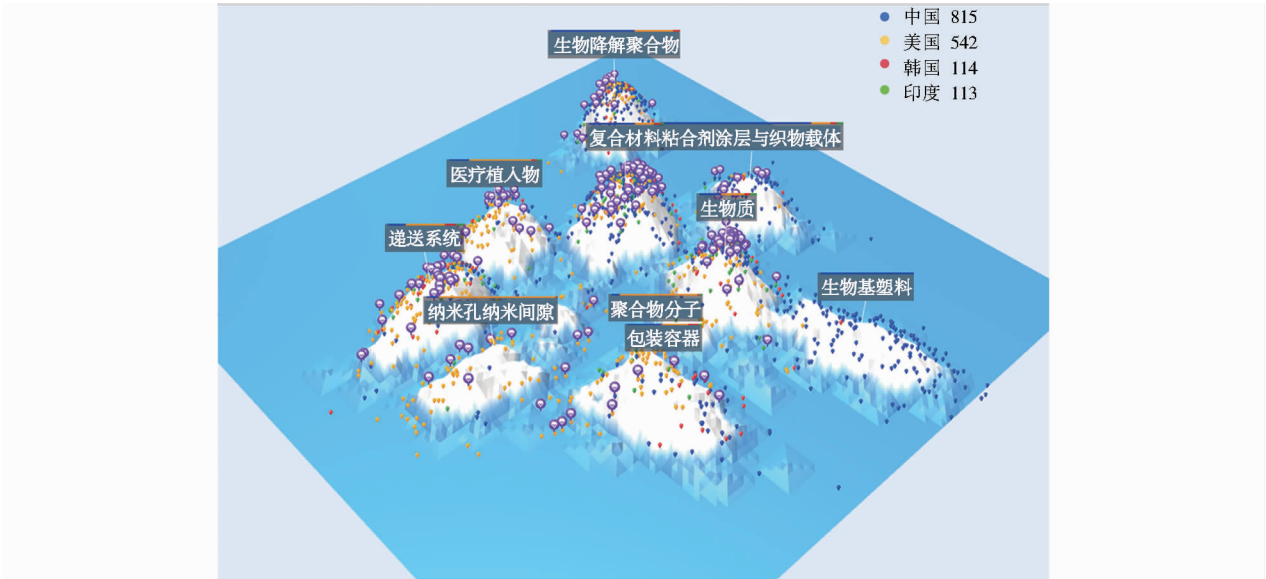 中国 815
美国 542
韩国 114
印度 113
生物降解聚合物
复合材料粘合剂涂层与织物载体
医疗植入物
生物质
递送系统
生物基塑料
纳米孔纳米间隙
聚合物分子
包装容器